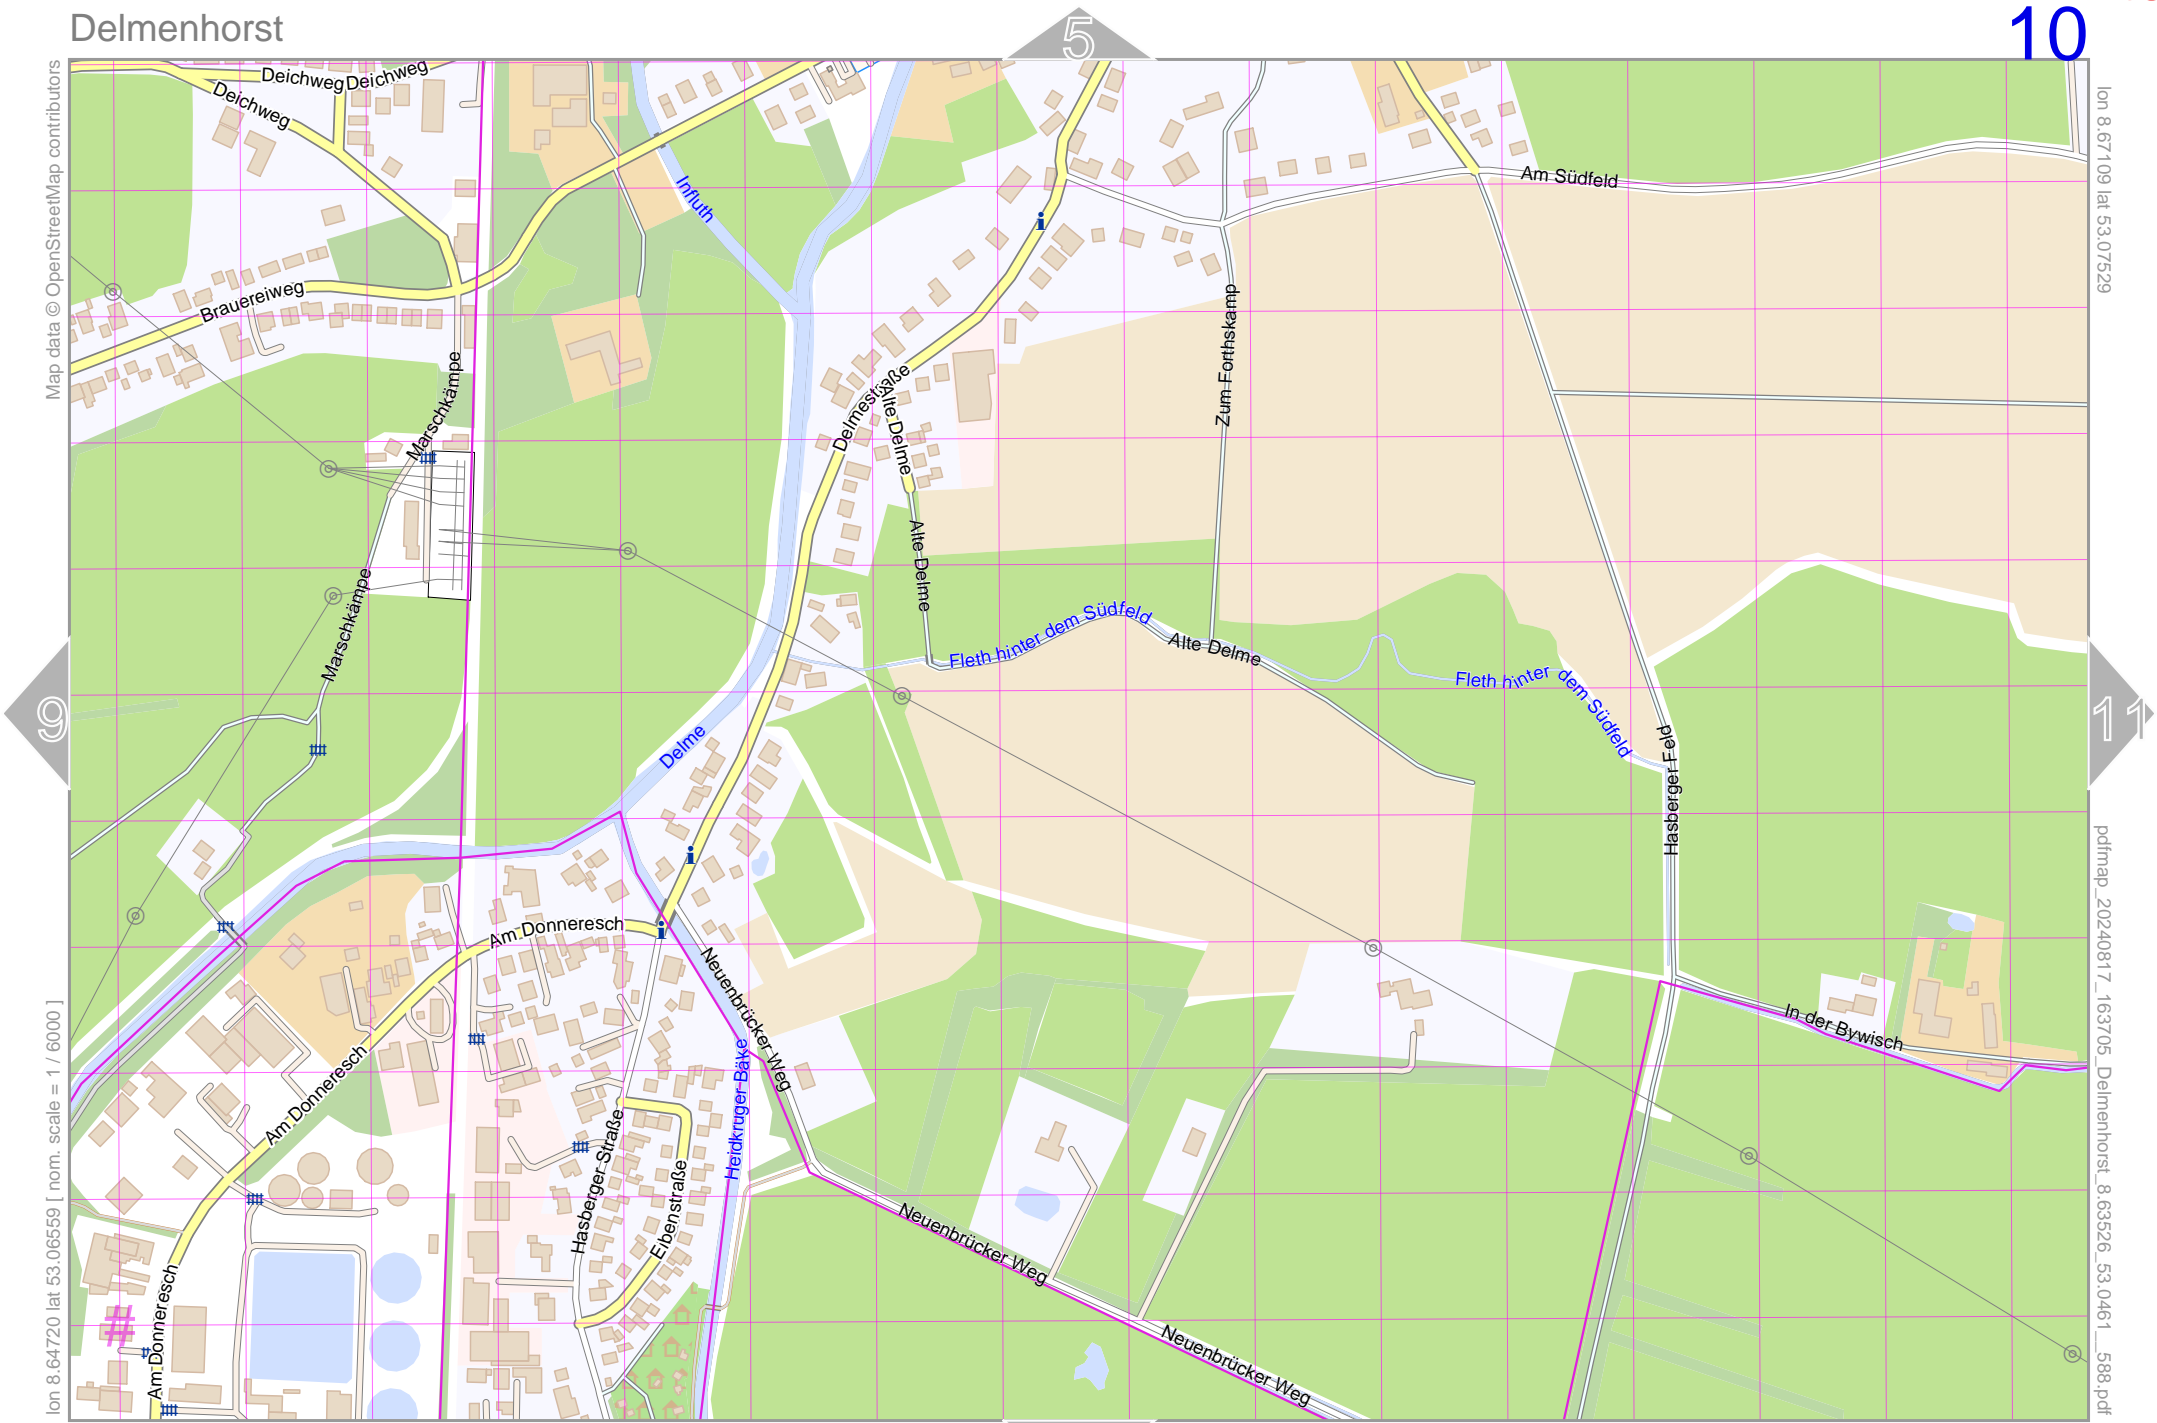 Delmenhorst
5
10
Map data © OpenStreetMap contributors
lon 8.67109 lat 53.07529
Deichweg
Deichweg
Deichweg
Influth
Am Südfeld
Brauereiweg
Marschkämpe
Zum Forthskamp
Delmestraße
Alte Delme
Alte Delme
Marschkämpe
Fleth hinter dem Südfeld
Alte Delme
Fleth hinter dem Südfeld
9
11
Delme
Hasberger Feld
Am Donneresch
Neuenbrücker Weg
In der Bywisch
Am Donneresch
Heidkruger Bäke
Hasberger Straße
Eibenstraße
Neuenbrücker Weg
Am Donneresch
#
Neuenbrücker Weg
lon 8.64720 lat 53.06559 [ nom. scale = 1 / 6000 ]
pdfmap_20240817_163705_Delmenhorst_8.63526_53.0461__588.pdf